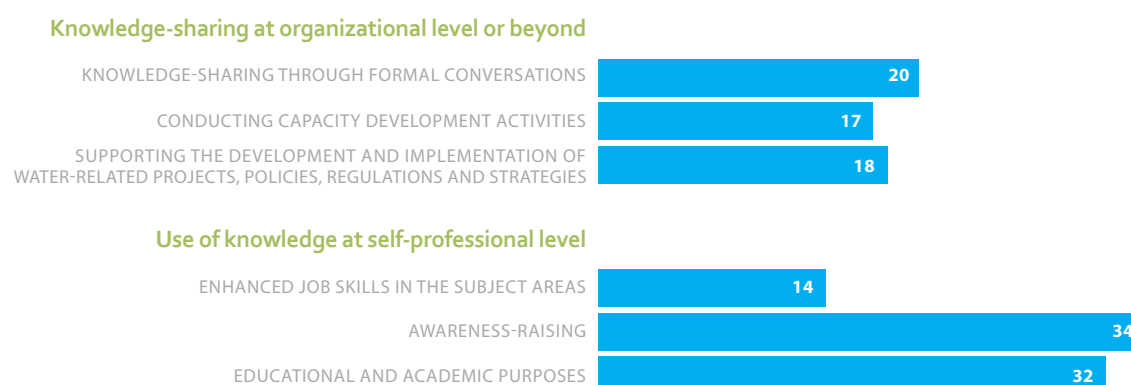 Knowledge-sharing at organizational level or beyond
KNOWLEDGE-SHARING THROUGH FORMAL CONVERSATIONS
20
CONDUCTING CAPACITY DEVELOPMENT ACTIVITIES
17
SUPPORTING THE DEVELOPMENT AND IMPLEMENTATION OF
WATER-RELATED PROJECTS, POLICIES, REGULATIONS AND STRATEGIES
18
Use of knowledge at self-professional level
ENHANCED JOB SKILLS IN THE SUBJECT AREAS
14
AWARENESS-RAISING
34
EDUCATIONAL AND ACADEMIC PURPOSES
32